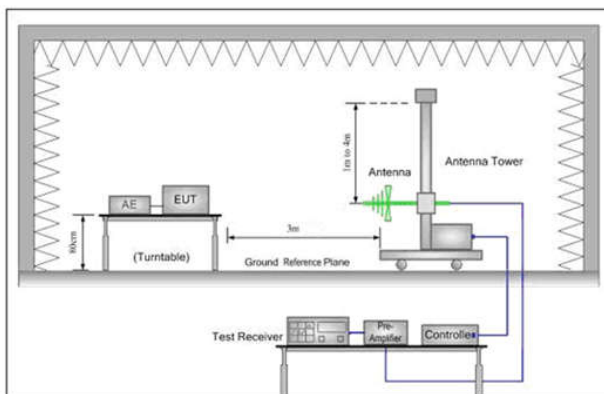 1m to 4m
Antenna
Antenna Tower
AE
EUT
80cm
(Turntable)
3m
Ground Reference Plane
Test Receiver
Pre-
Amplifier
Controller